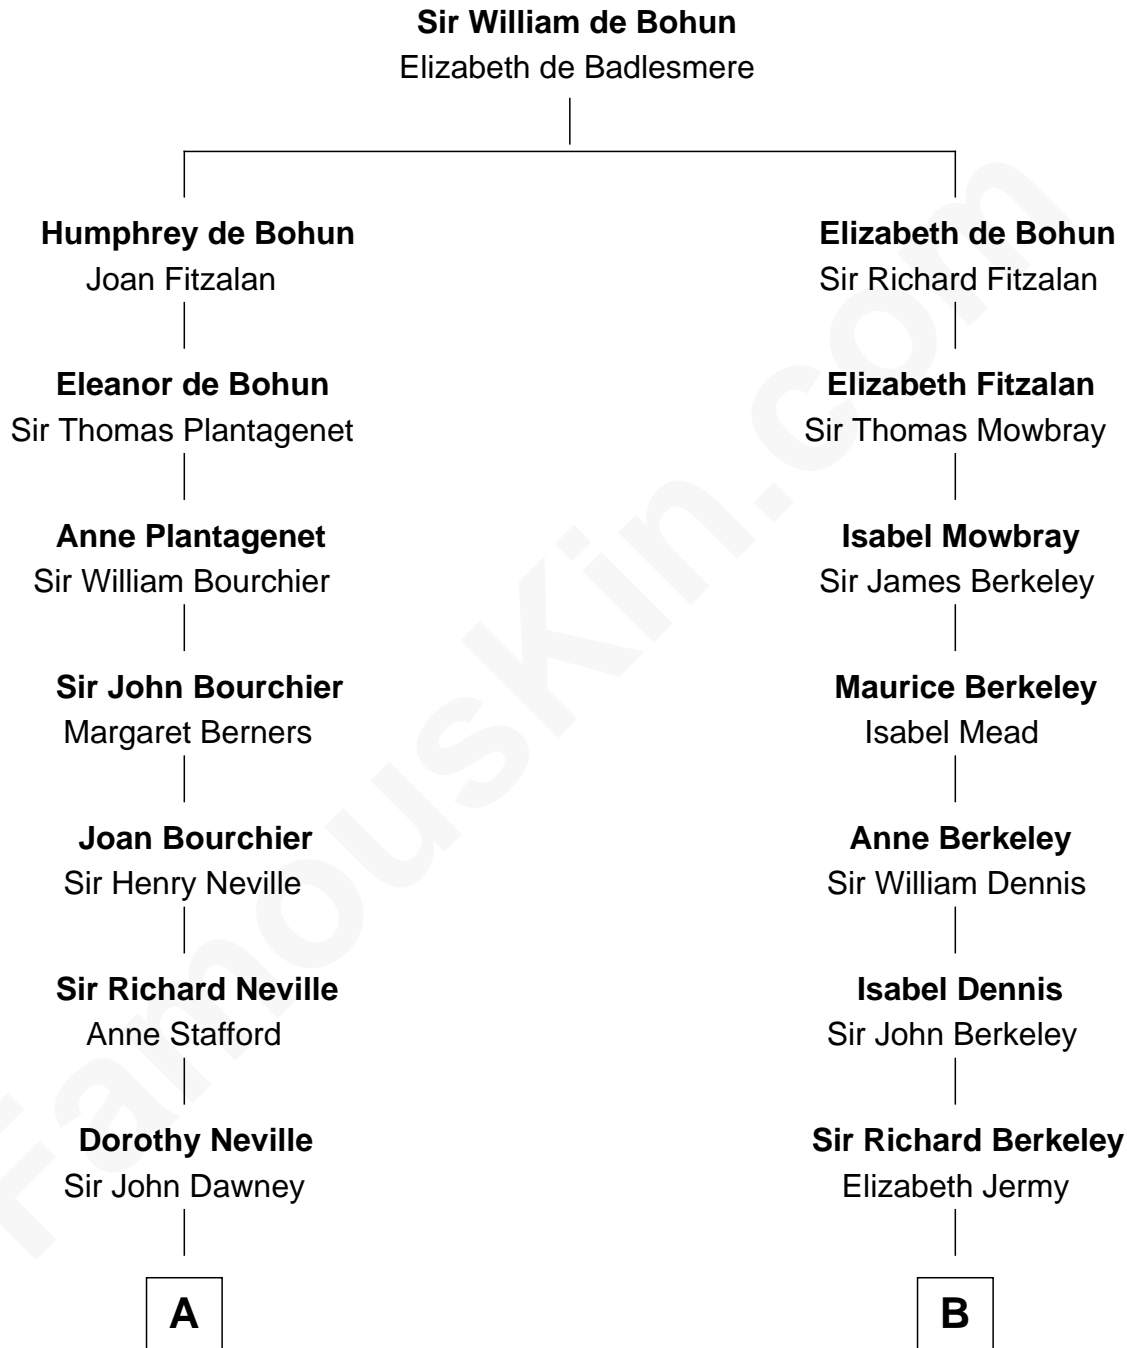 Sir William de Bohun
Elizabeth de Badlesmere
Humphrey de Bohun
Joan Fitzalan
Elizabeth de Bohun
Sir Richard Fitzalan
Eleanor de Bohun
Sir Thomas Plantagenet
Elizabeth Fitzalan
Sir Thomas Mowbray
Anne Plantagenet
Sir William Bourchier
Isabel Mowbray
Sir James Berkeley
Sir John Bourchier
Margaret Berners
Maurice Berkeley
Isabel Mead
Joan Bourchier
Sir Henry Neville
Anne Berkeley
Sir William Dennis
Sir Richard Neville
Anne Stafford
Isabel Dennis
Sir John Berkeley
Dorothy Neville
Sir John Dawney
Sir Richard Berkeley
Elizabeth Jermy
A
B
FamousKin.com